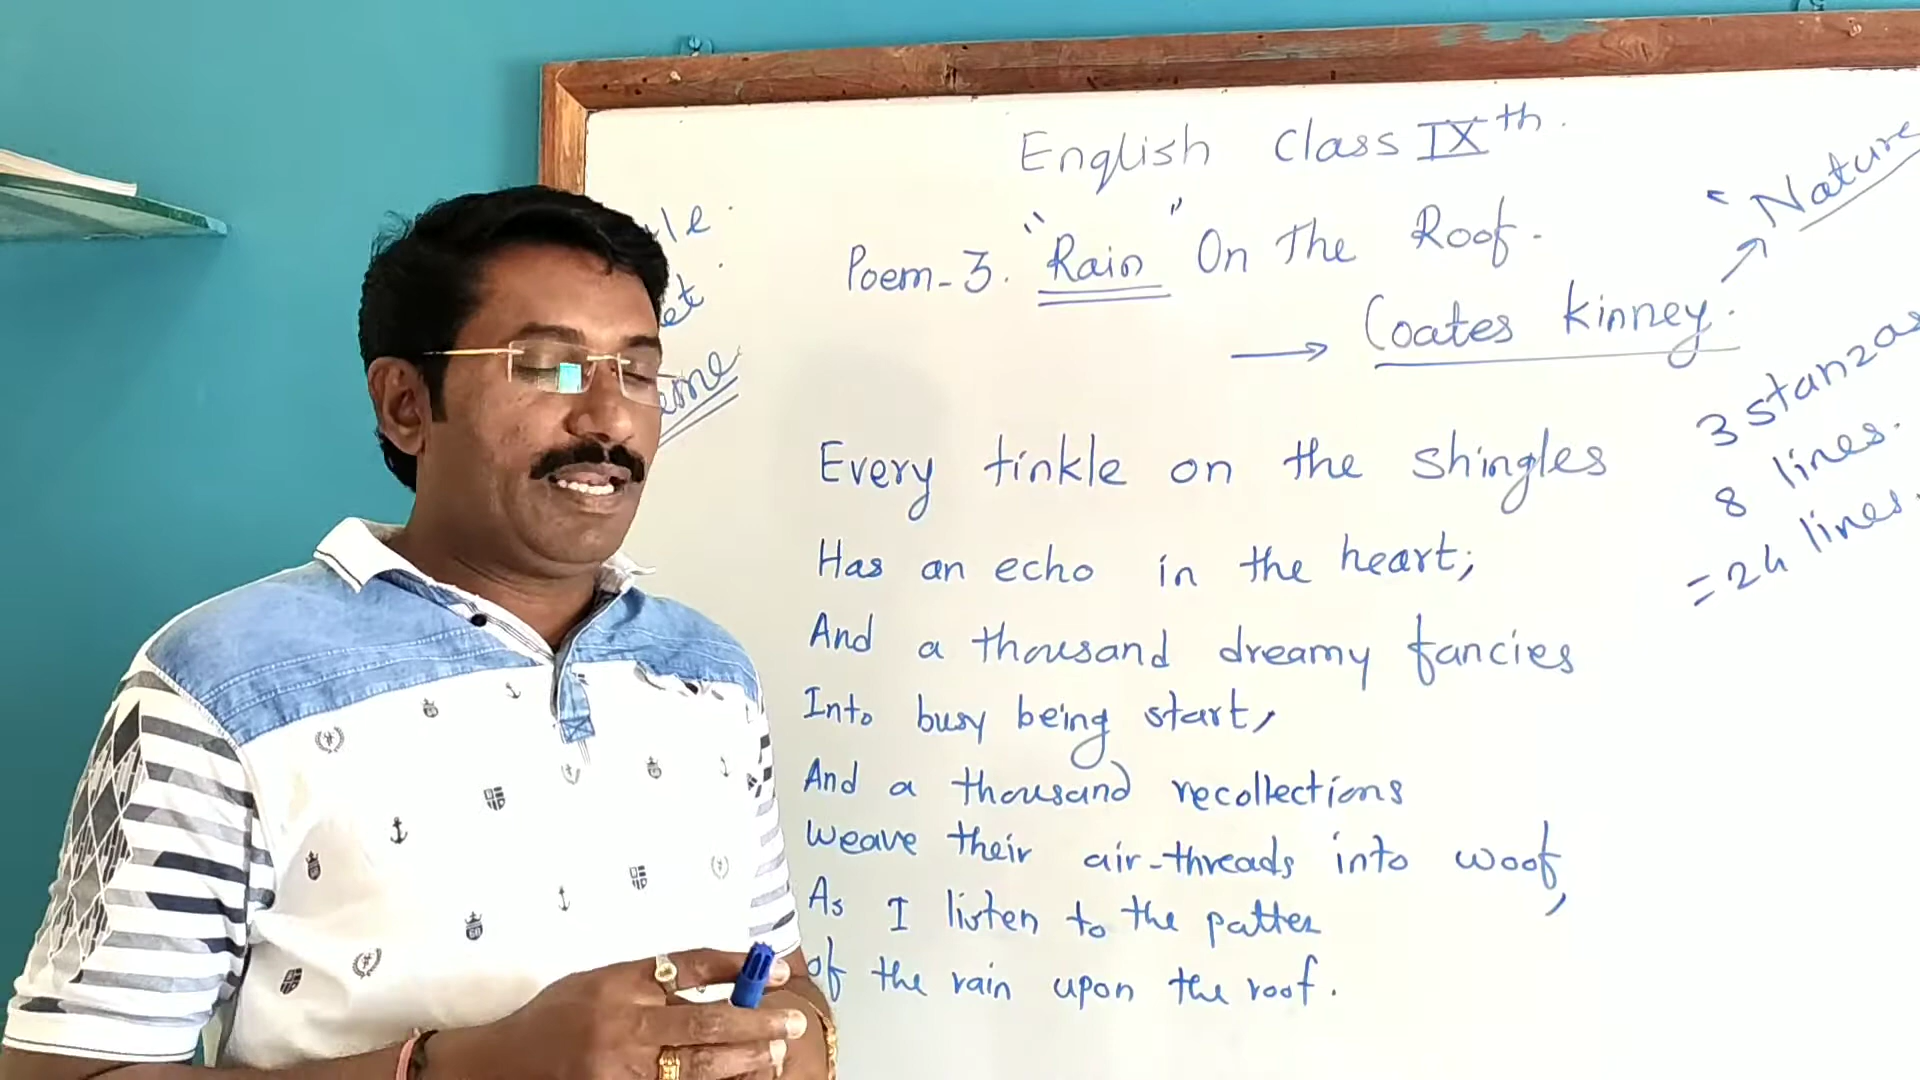 English Class IXth.
Poem-3. "Rain" On The Roof.
→ Coates Kinney.
"Nature
3 stanzas
8 lines.
=24 lines.
Every tinkle on the shingles
Has an echo in the heart;
And a thousand dreamy fancies
Into busy being start,
And a thousand recollections
Weave their air-threads into woof,
As I listen to the patter
Of the rain upon the roof.